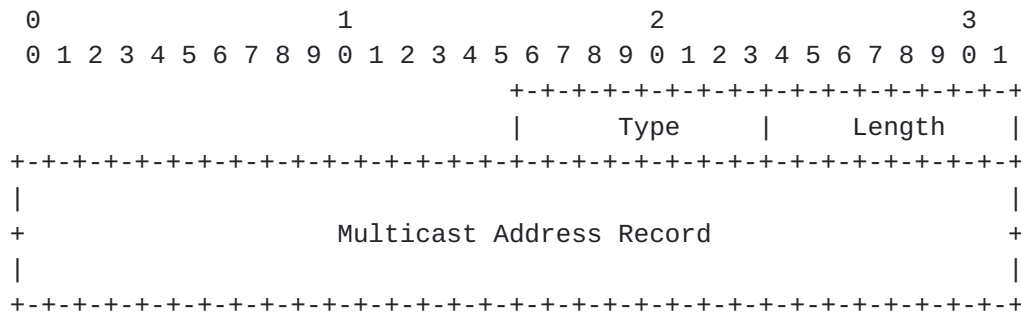 0                   1                   2                   3
0 1 2 3 4 5 6 7 8 9 0 1 2 3 4 5 6 7 8 9 0 1 2 3 4 5 6 7 8 9 0 1
                               +-+-+-+-+-+-+-+-+-+-+-+-+-+-+-+-+
                               |      Type     |     Length    |
+-+-+-+-+-+-+-+-+-+-+-+-+-+-+-+-+-+-+-+-+-+-+-+-+-+-+-+-+-+-+-+-+
|                                                               |
+                    Multicast Address Record                   +
|                                                               |
+-+-+-+-+-+-+-+-+-+-+-+-+-+-+-+-+-+-+-+-+-+-+-+-+-+-+-+-+-+-+-+-+